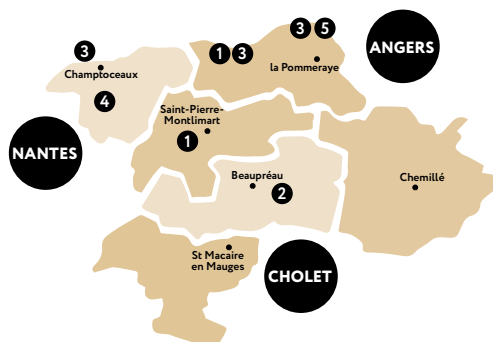 3 5
ANGERS
1 3
3
la Pommeraye
Champtoceaux
4
Saint-Pierre-
Montlimart
1
NANTES
Beaupréau
2
Chemillé
St Macaire
en Mauges
CHOLET